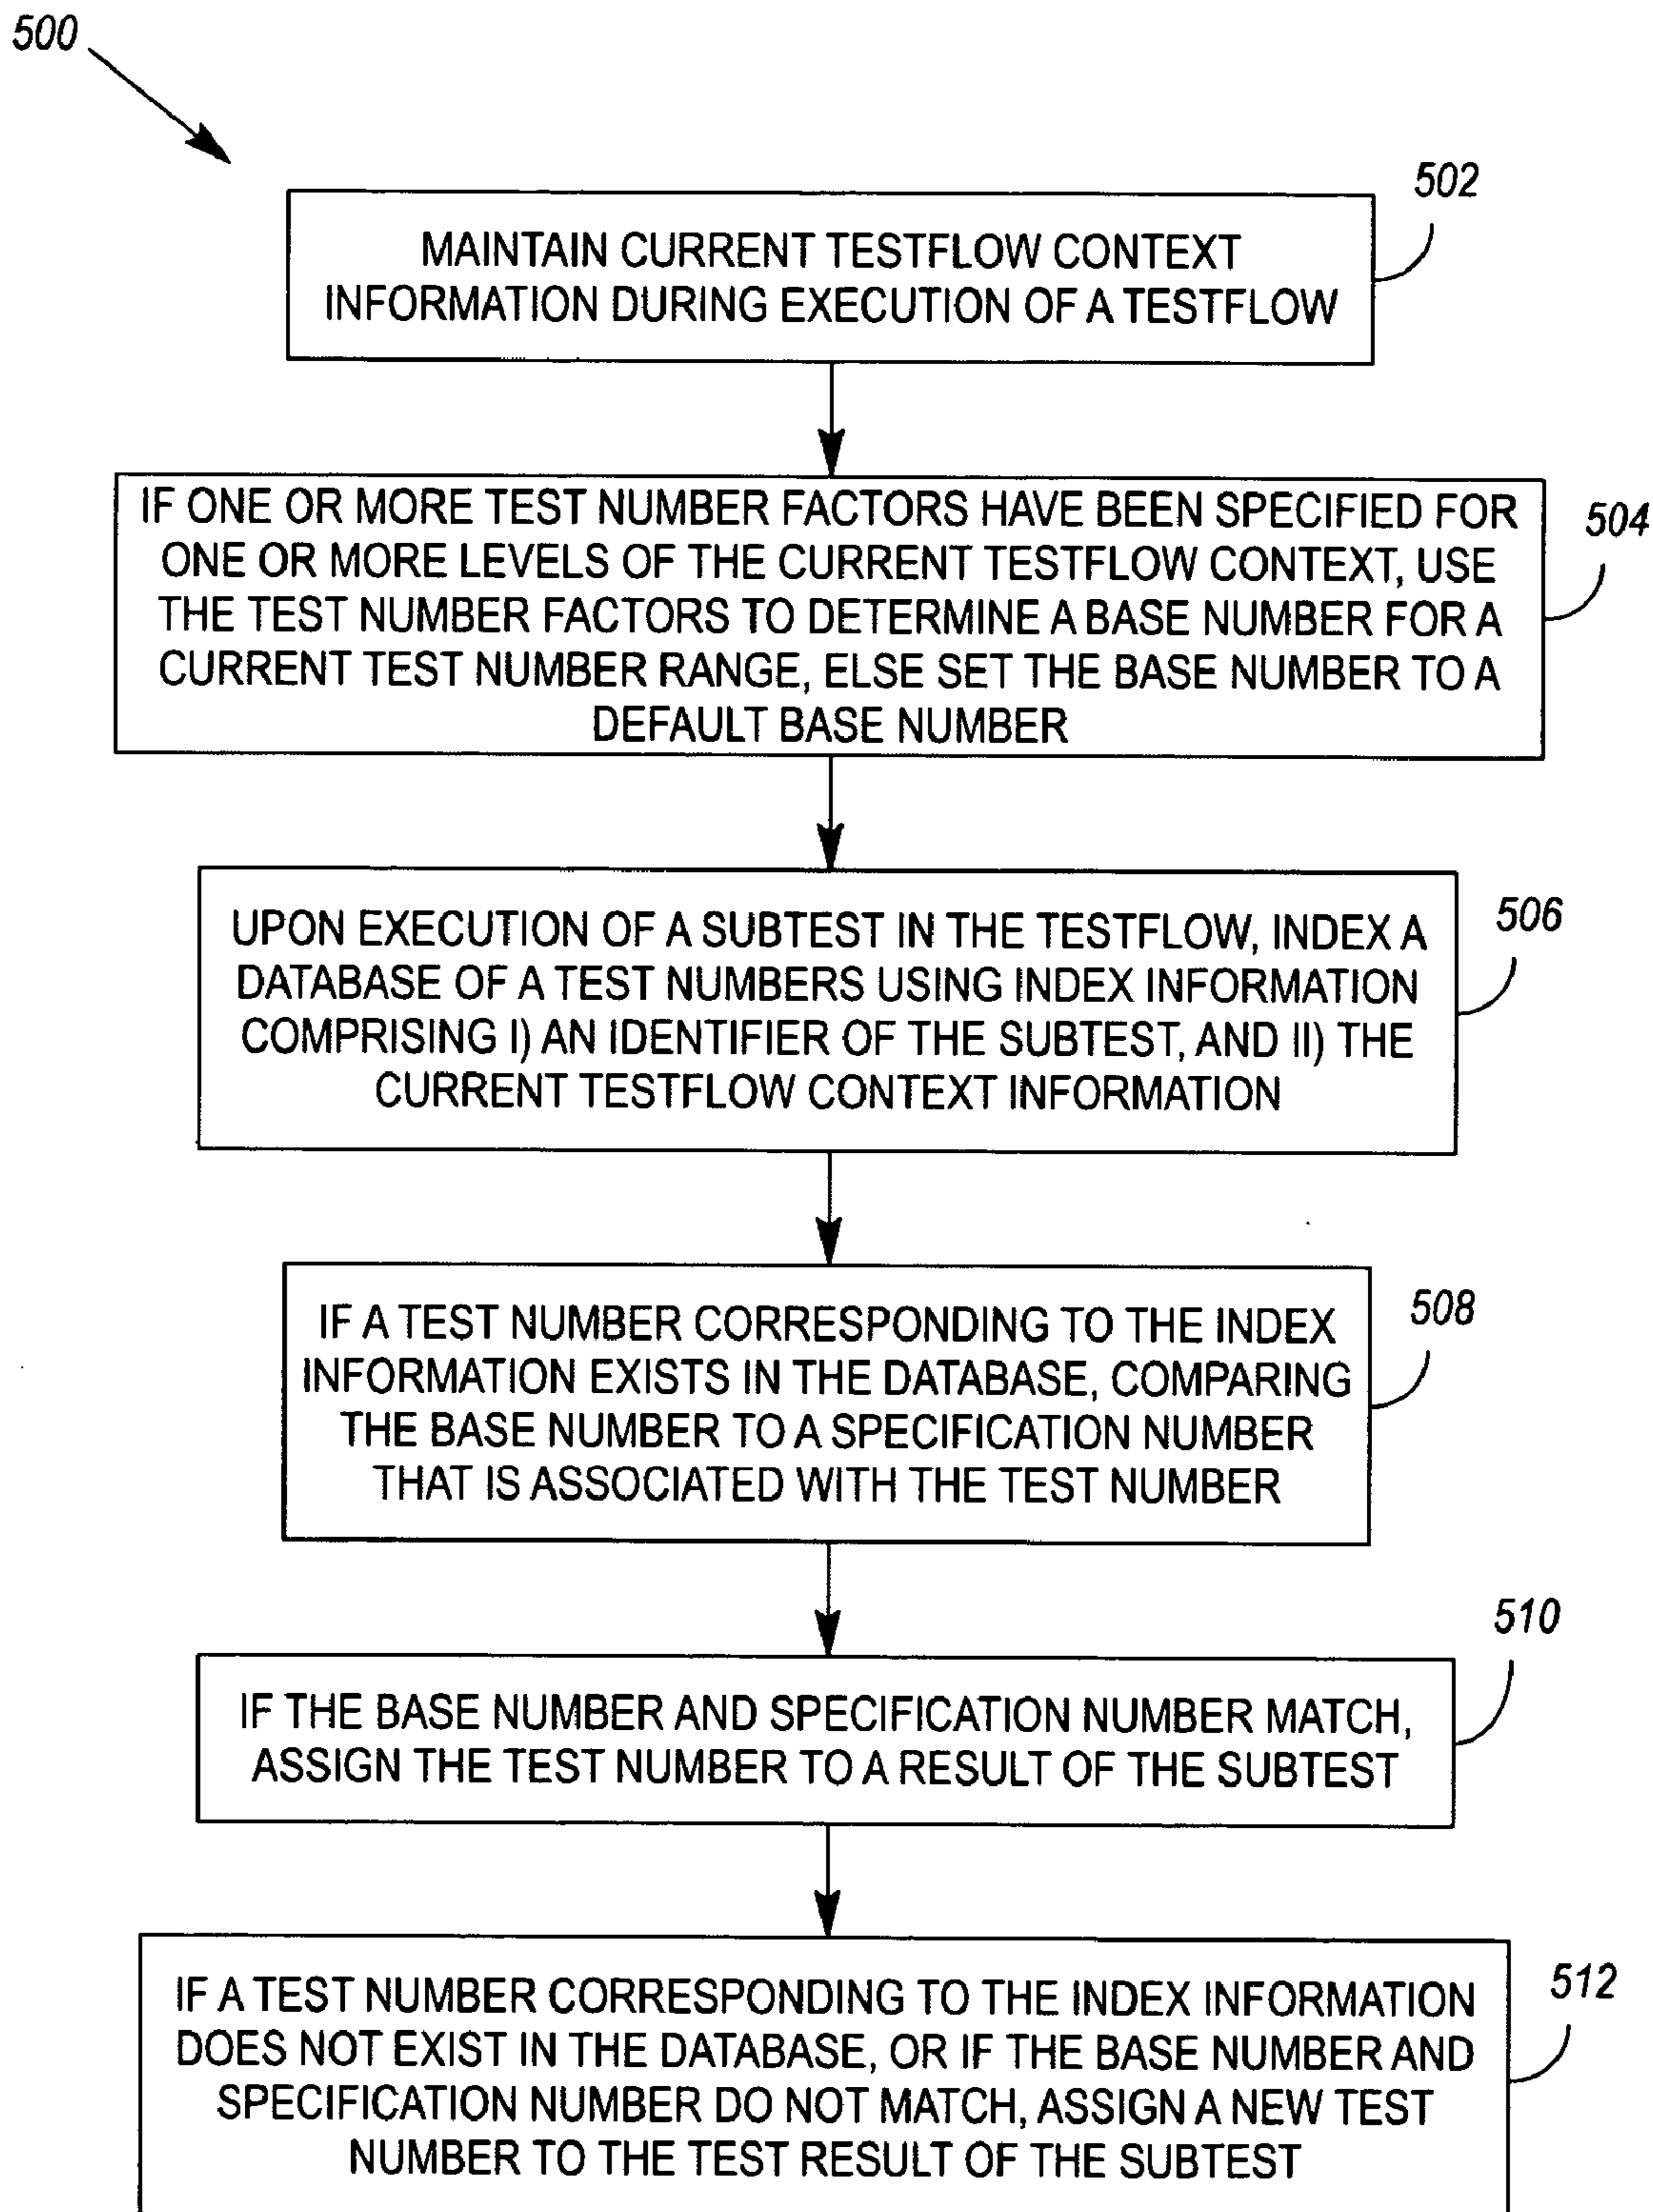 500
502
MAINTAIN CURRENT TESTFLOW CONTEXT
INFORMATION DURING EXECUTION OF A TESTFLOW
504
IF ONE OR MORE TEST NUMBER FACTORS HAVE BEEN SPECIFIED FOR
ONE OR MORE LEVELS OF THE CURRENT TESTFLOW CONTEXT, USE
THE TEST NUMBER FACTORS TO DETERMINE A BASE NUMBER FOR A
CURRENT TEST NUMBER RANGE, ELSE SET THE BASE NUMBER TO A
DEFAULT BASE NUMBER
506
UPON EXECUTION OF A SUBTEST IN THE TESTFLOW, INDEX A
DATABASE OF A TEST NUMBERS USING INDEX INFORMATION
COMPRISING I) AN IDENTIFIER OF THE SUBTEST, AND II) THE
CURRENT TESTFLOW CONTEXT INFORMATION
508
IF A TEST NUMBER CORRESPONDING TO THE INDEX
INFORMATION EXISTS IN THE DATABASE, COMPARING
THE BASE NUMBER TO A SPECIFICATION NUMBER
THAT IS ASSOCIATED WITH THE TEST NUMBER
510
IF THE BASE NUMBER AND SPECIFICATION NUMBER MATCH,
ASSIGN THE TEST NUMBER TO A RESULT OF THE SUBTEST
512
IF A TEST NUMBER CORRESPONDING TO THE INDEX INFORMATION
DOES NOT EXIST IN THE DATABASE, OR IF THE BASE NUMBER AND
SPECIFICATION NUMBER DO NOT MATCH, ASSIGN A NEW TEST
NUMBER TO THE TEST RESULT OF THE SUBTEST